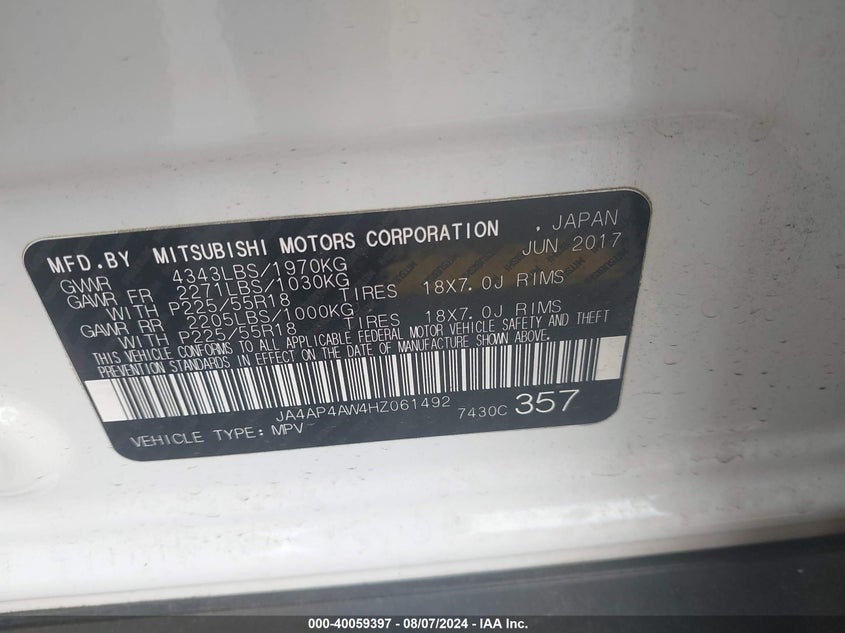 MFD.BY MITSUBISHI MOTORS CORPORATION . JAPAN
GVWR 4343LBS/1970KG JUN 2017
GAWR FR 2271LBS/1030KG
WITH P225/55R18 TIRES 18X7.0J RIMS
GAWR RR 2205LBS/1000KG
WITH P225/55R18 TIRES 18X7.0J RIMS
THIS VEHICLE CONFORMS TO ALL APPLICABLE FEDERAL MOTOR VEHICLE SAFETY AND THEFT
PREVENTION STANDARDS IN EFFECT ON THE DATE OF MANUFACTURE SHOWN ABOVE.
JA4AP4AW4HZ061492 7430C 357
VEHICLE TYPE: MPV
000-40059397 - 08/07/2024 - IAA Inc.